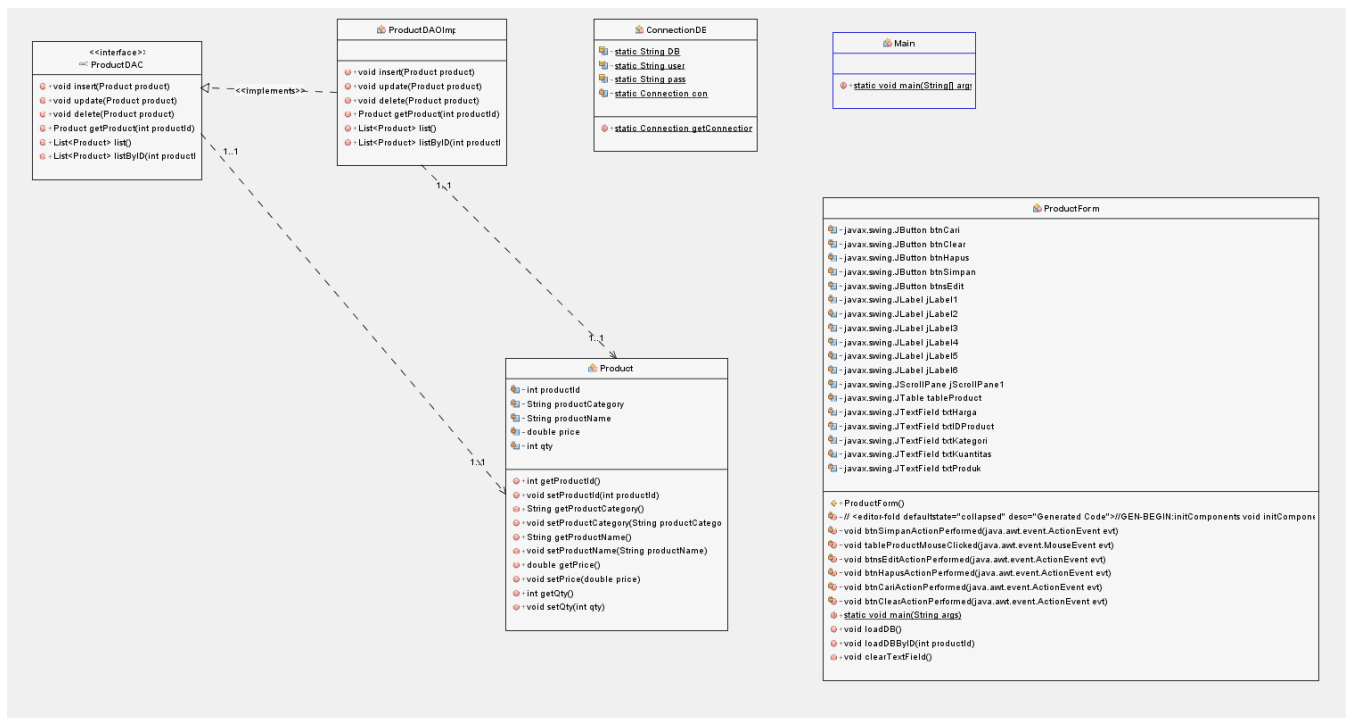 <<interface>>
ProductDAC
+void insert(Product product)
+void update(Product product)
+void delete(Product product)
+Product getProduct(int productId)
+List<Product> list()
+List<Product> listByID(int productI
<<implements>>
ProductDAOImp
+void insert(Product product)
+void update(Product product)
+void delete(Product product)
+Product getProduct(int productId)
+List<Product> list()
+List<Product> listByID(int productI
ConnectionDE
-static String DB
-static String user
-static String pass
-static Connection con
+static Connection getConnection
Main
+static void main(String[] args
1..1
1..1
1..1
1..1
Product
-int productId
-String productCategory
-String productName
-double price
-int qty
+int getProductId()
+void setProductId(int productId)
+String getProductCategory()
+void setProductCategory(String productCatego
+String getProductName()
+void setProductName(String productName)
+double getPrice()
+void setPrice(double price)
+int getQty()
+void setQty(int qty)
ProductForm
-javax.swing.JButton btnCari
-javax.swing.JButton btnClear
-javax.swing.JButton btnHapus
-javax.swing.JButton btnSimpan
-javax.swing.JButton btnsEdit
-javax.swing.JLabel jLabel1
-javax.swing.JLabel jLabel2
-javax.swing.JLabel jLabel3
-javax.swing.JLabel jLabel4
-javax.swing.JLabel jLabel5
-javax.swing.JLabel jLabel6
-javax.swing.JScrollPane jScrollPane1
-javax.swing.JTable tableProduct
-javax.swing.JTextField txtHarga
-javax.swing.JTextField txtIDProduct
-javax.swing.JTextField txtKategori
-javax.swing.JTextField txtKuantitas
-javax.swing.JTextField txtProduk
+ProductForm()
-// <editor-fold defaultstate="collapsed" desc="Generated Code">//GEN-BEGIN:initComponents void initCompone
-void btnSimpanActionPerformed(java.awt.event.ActionEvent evt)
-void tableProductMouseClicked(java.awt.event.MouseEvent evt)
-void btnsEditActionPerformed(java.awt.event.ActionEvent evt)
-void btnHapusActionPerformed(java.awt.event.ActionEvent evt)
-void btnCariActionPerformed(java.awt.event.ActionEvent evt)
-void btnClearActionPerformed(java.awt.event.ActionEvent evt)
+static void main(String args)
+void loadDB()
+void loadDBByID(int productId)
+void clearTextField()